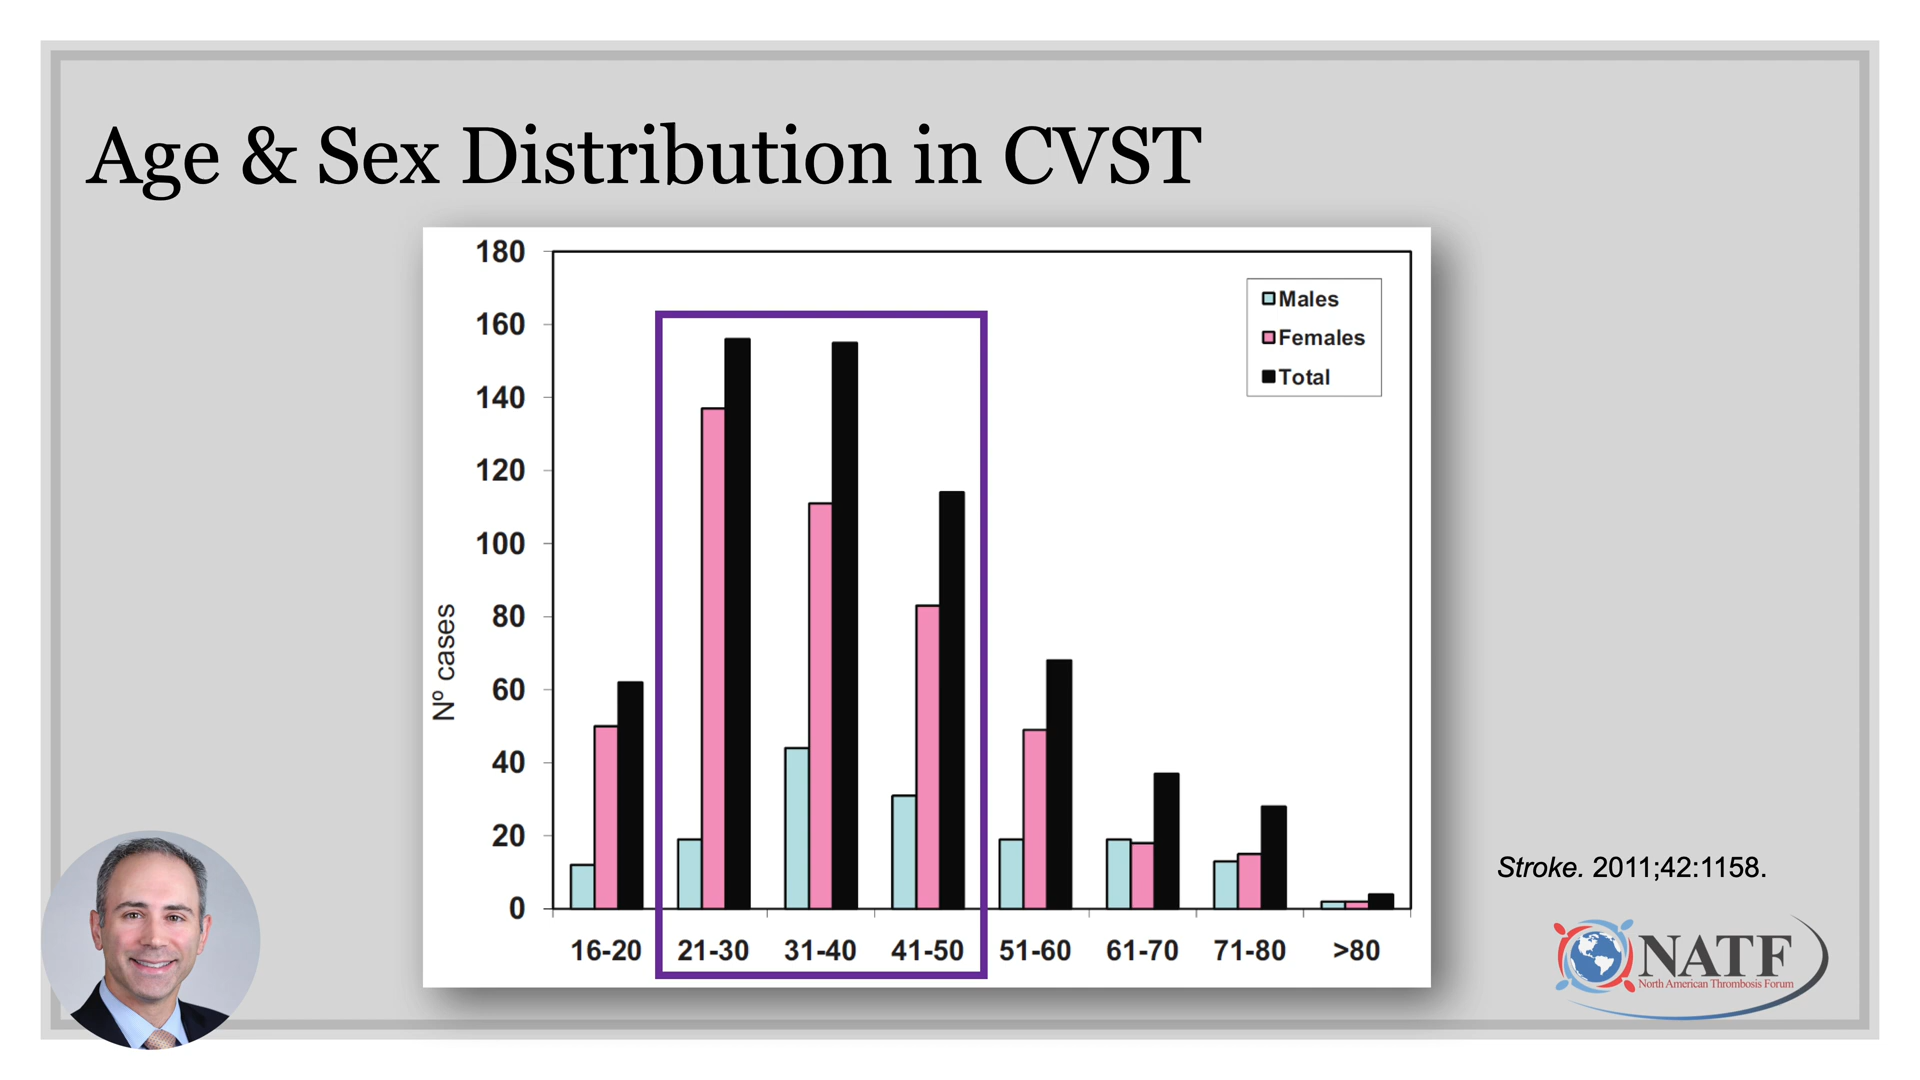 Age & Sex Distribution in CVST
180
160
140
120
100
80
60
40
20
0
Nº cases
Males
Females
Total
16-20
21-30
31-40
41-50
51-60
61-70
71-80
>80
Stroke. 2011;42:1158.
NATF
North American Thrombosis Forum